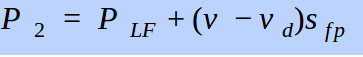 P ₂ = P LF + (v − v d)s fp